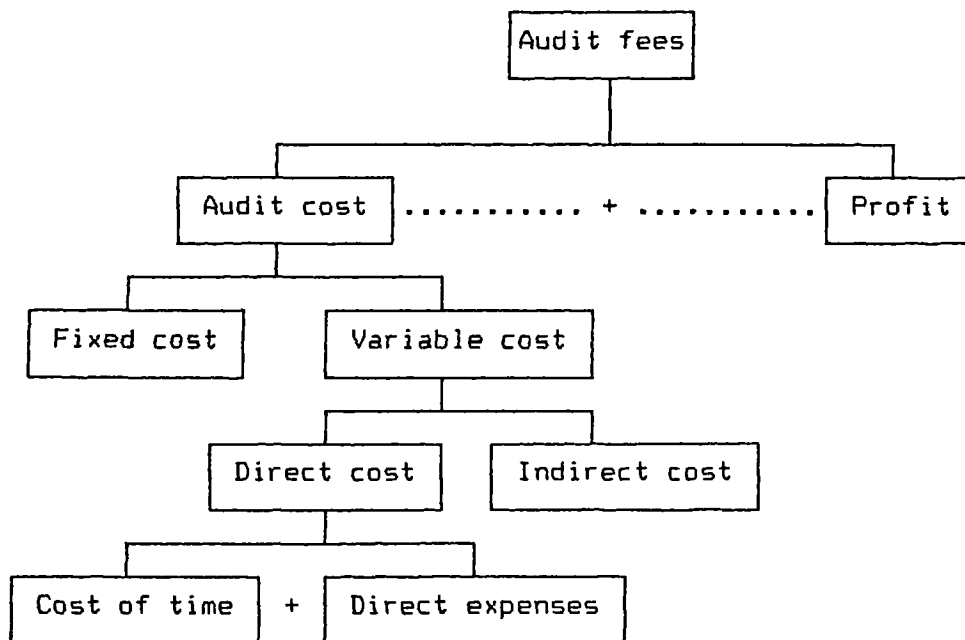 Audit fees
Audit cost ........... + ........... Profit
Fixed cost Variable cost
Direct cost Indirect cost
Cost of time + Direct expenses